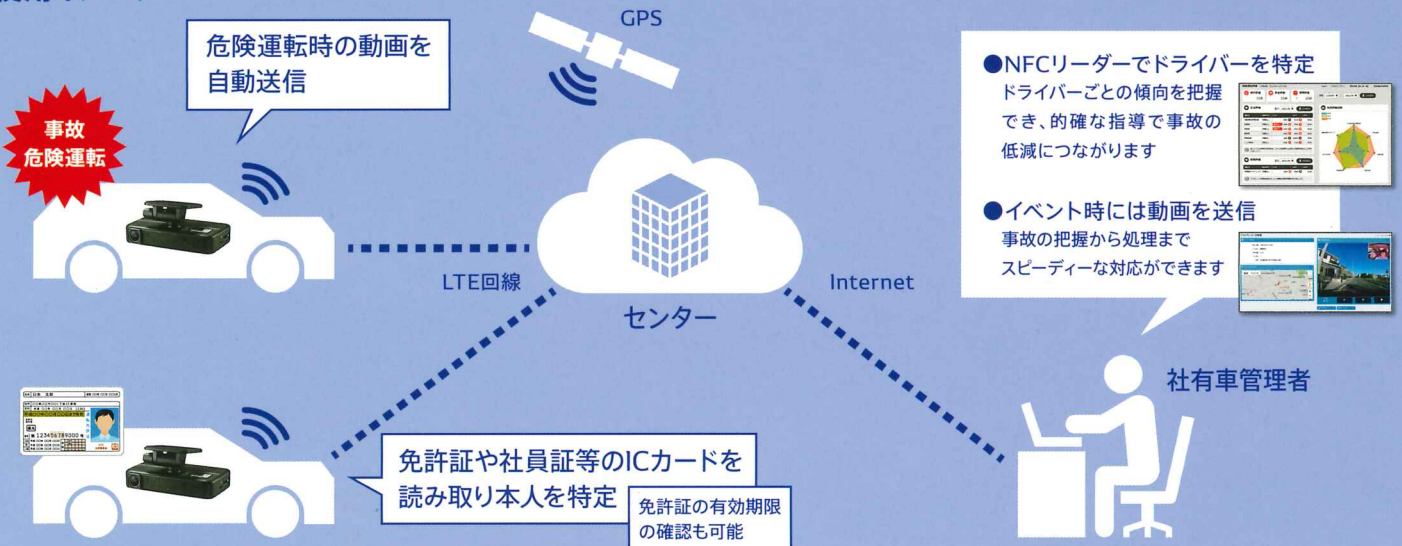 GPS
危険運転時の動画を
自動送信
事故
危険運転
LTE回線
センター
Internet
●NFCリーダーでドライバーを特定
ドライバーごとの傾向を把握
でき、的確な指導で事故の
低減につながります
●イベント時には動画を送信
事故の把握から処理まで
スピーディーな対応ができます
社有車管理者
日本 太郎
第 123456789000 号
免許証や社員証等のICカードを
読み取り本人を特定
免許証の有効期限
の確認も可能